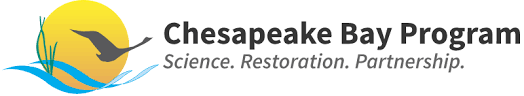 Chesapeake Bay Program
Science. Restoration. Partnership.